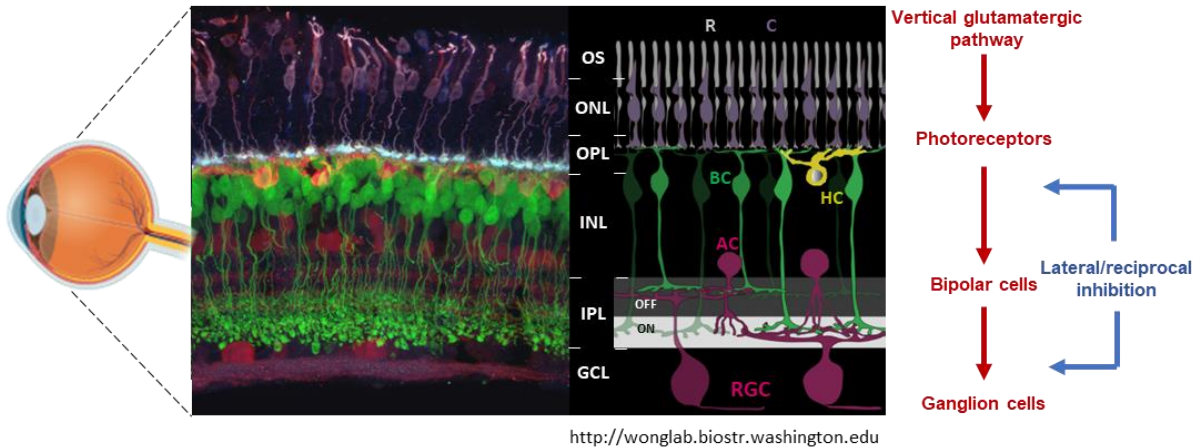 R C
OS
ONL
OPL
BC
HC
INL
AC
OFF
IPL
ON
GCL
RGC
http://wonglab.biostr.washington.edu
Vertical glutamatergic
pathway
Photoreceptors
Bipolar cells
Lateral/reciprocal
inhibition
Ganglion cells